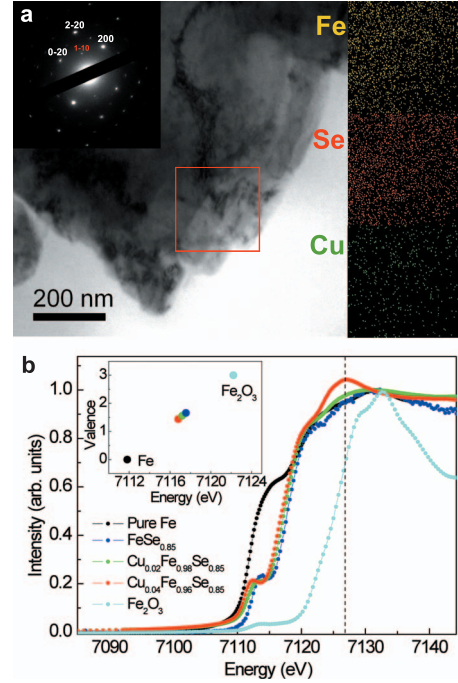 a
2-20
200
0-20
1-10
Fe
Se
Cu
200 nm
b
Fe₂O₃
Fe
Valence
3
2
1
0
7112
7116
7120
7124
Energy (eV)
Intensity (arb. units)
1.0
0.8
0.6
0.4
0.2
0.0
Pure Fe
FeSe₀.₈₅
Cu₀.₀₂Fe₀.₉₈Se₀.₈₅
Cu₀.₀₄Fe₀.₉₆Se₀.₈₅
Fe₂O₃
7090
7100
7110
7120
7130
7140
Energy (eV)